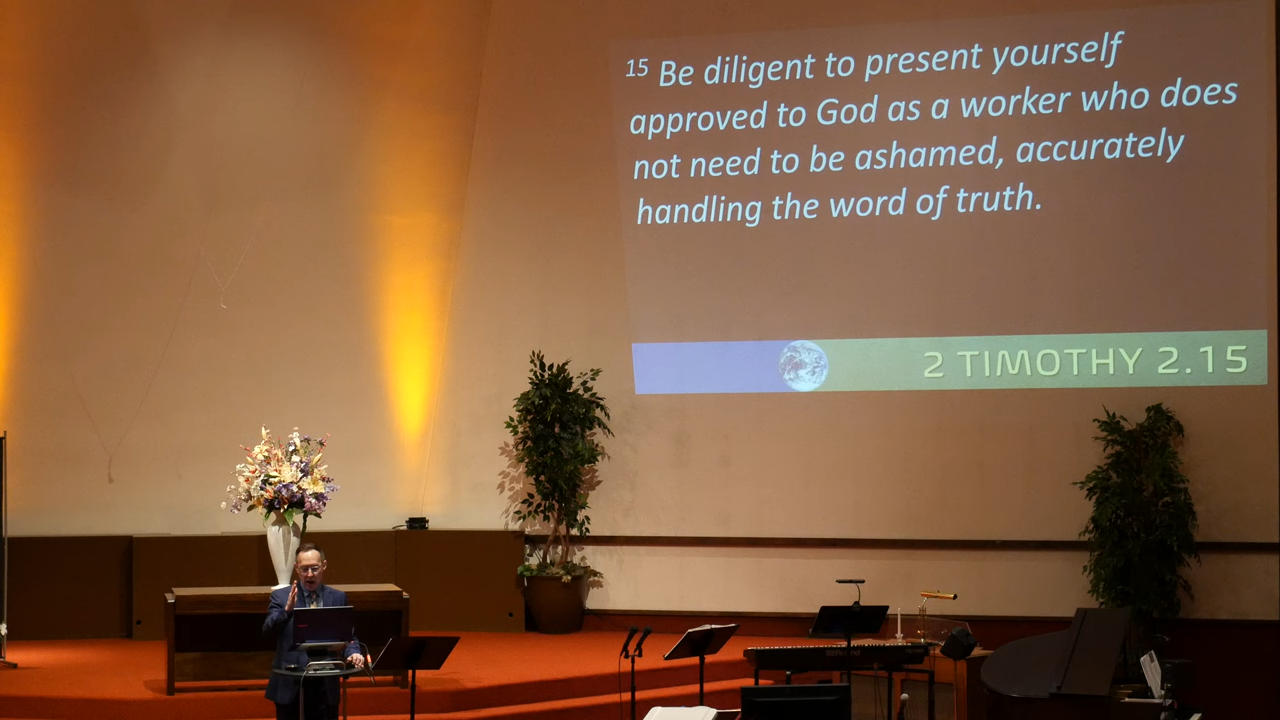 15 Be diligent to present yourself
approved to God as a worker who does
not need to be ashamed, accurately
handling the word of truth.
2 TIMOTHY 2.15